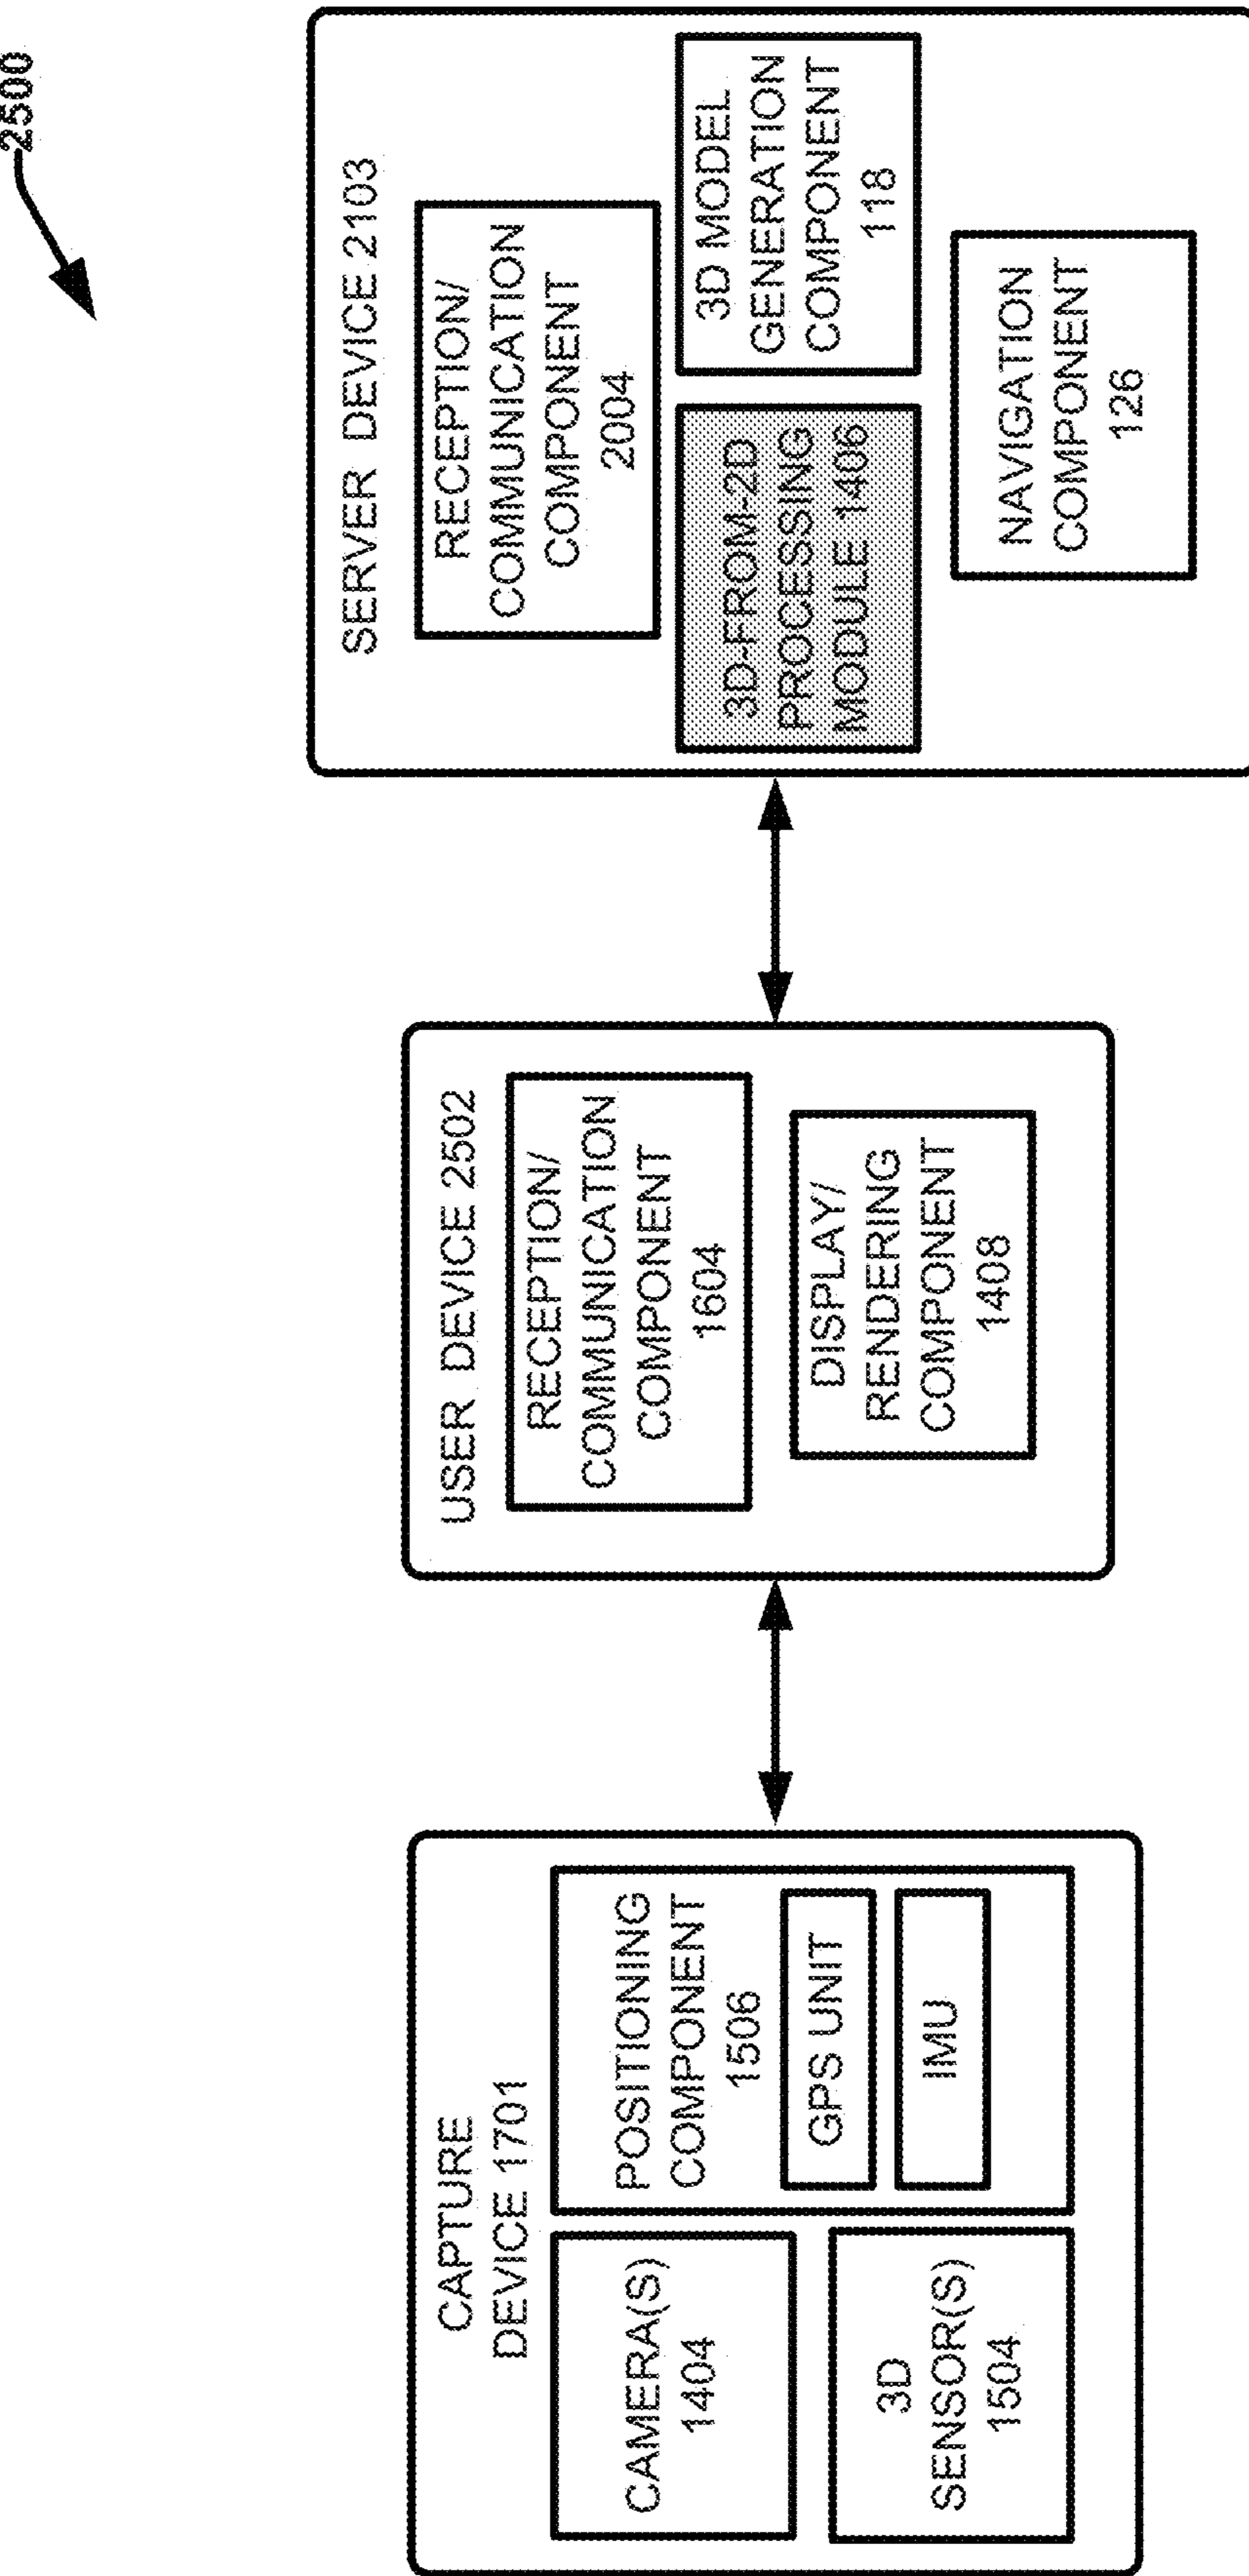 2500
CAPTURE
DEVICE 1701
CAMERA(S)
1404
3D
SENSOR(S)
1504
POSITIONING
COMPONENT
1506
GPS UNIT
IMU
USER DEVICE 2502
RECEPTION/
COMMUNICATION
COMPONENT
1604
DISPLAY/
RENDERING
COMPONENT
1408
SERVER DEVICE 2103
RECEPTION/
COMMUNICATION
COMPONENT
2004
3D-FROM-2D
PROCESSING
MODULE 1406
3D MODEL
GENERATION
COMPONENT
118
NAVIGATION
COMPONENT
126